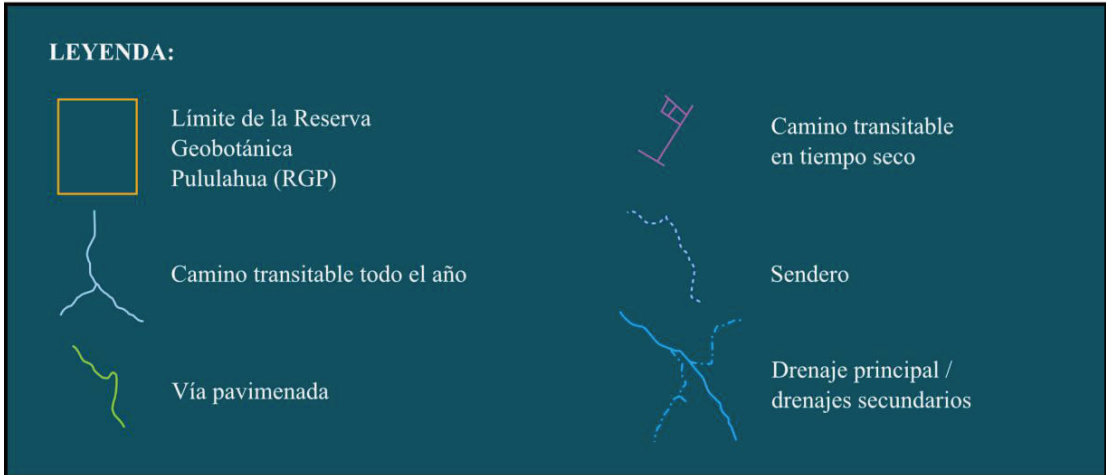 LEYENDA:
Límite de la Reserva
Geobotánica
Pululahua (RGP)
Camino transitable todo el año
Vía pavimenada
Camino transitable
en tiempo seco
Sendero
Drenaje principal /
drenajes secundarios